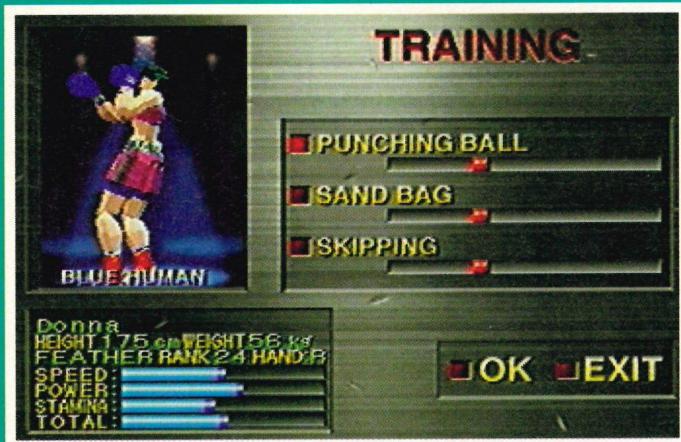 TRAINING
PUNCHING BALL
SAND BAG
SKIPPING
BLUE HUMAN
Donna
HEIGHT 175 cm WEIGHT 56 kg
FEATHER RANK 24 HAND:R
SPEED:
POWER:
STAMINA:
TOTAL:
OK EXIT